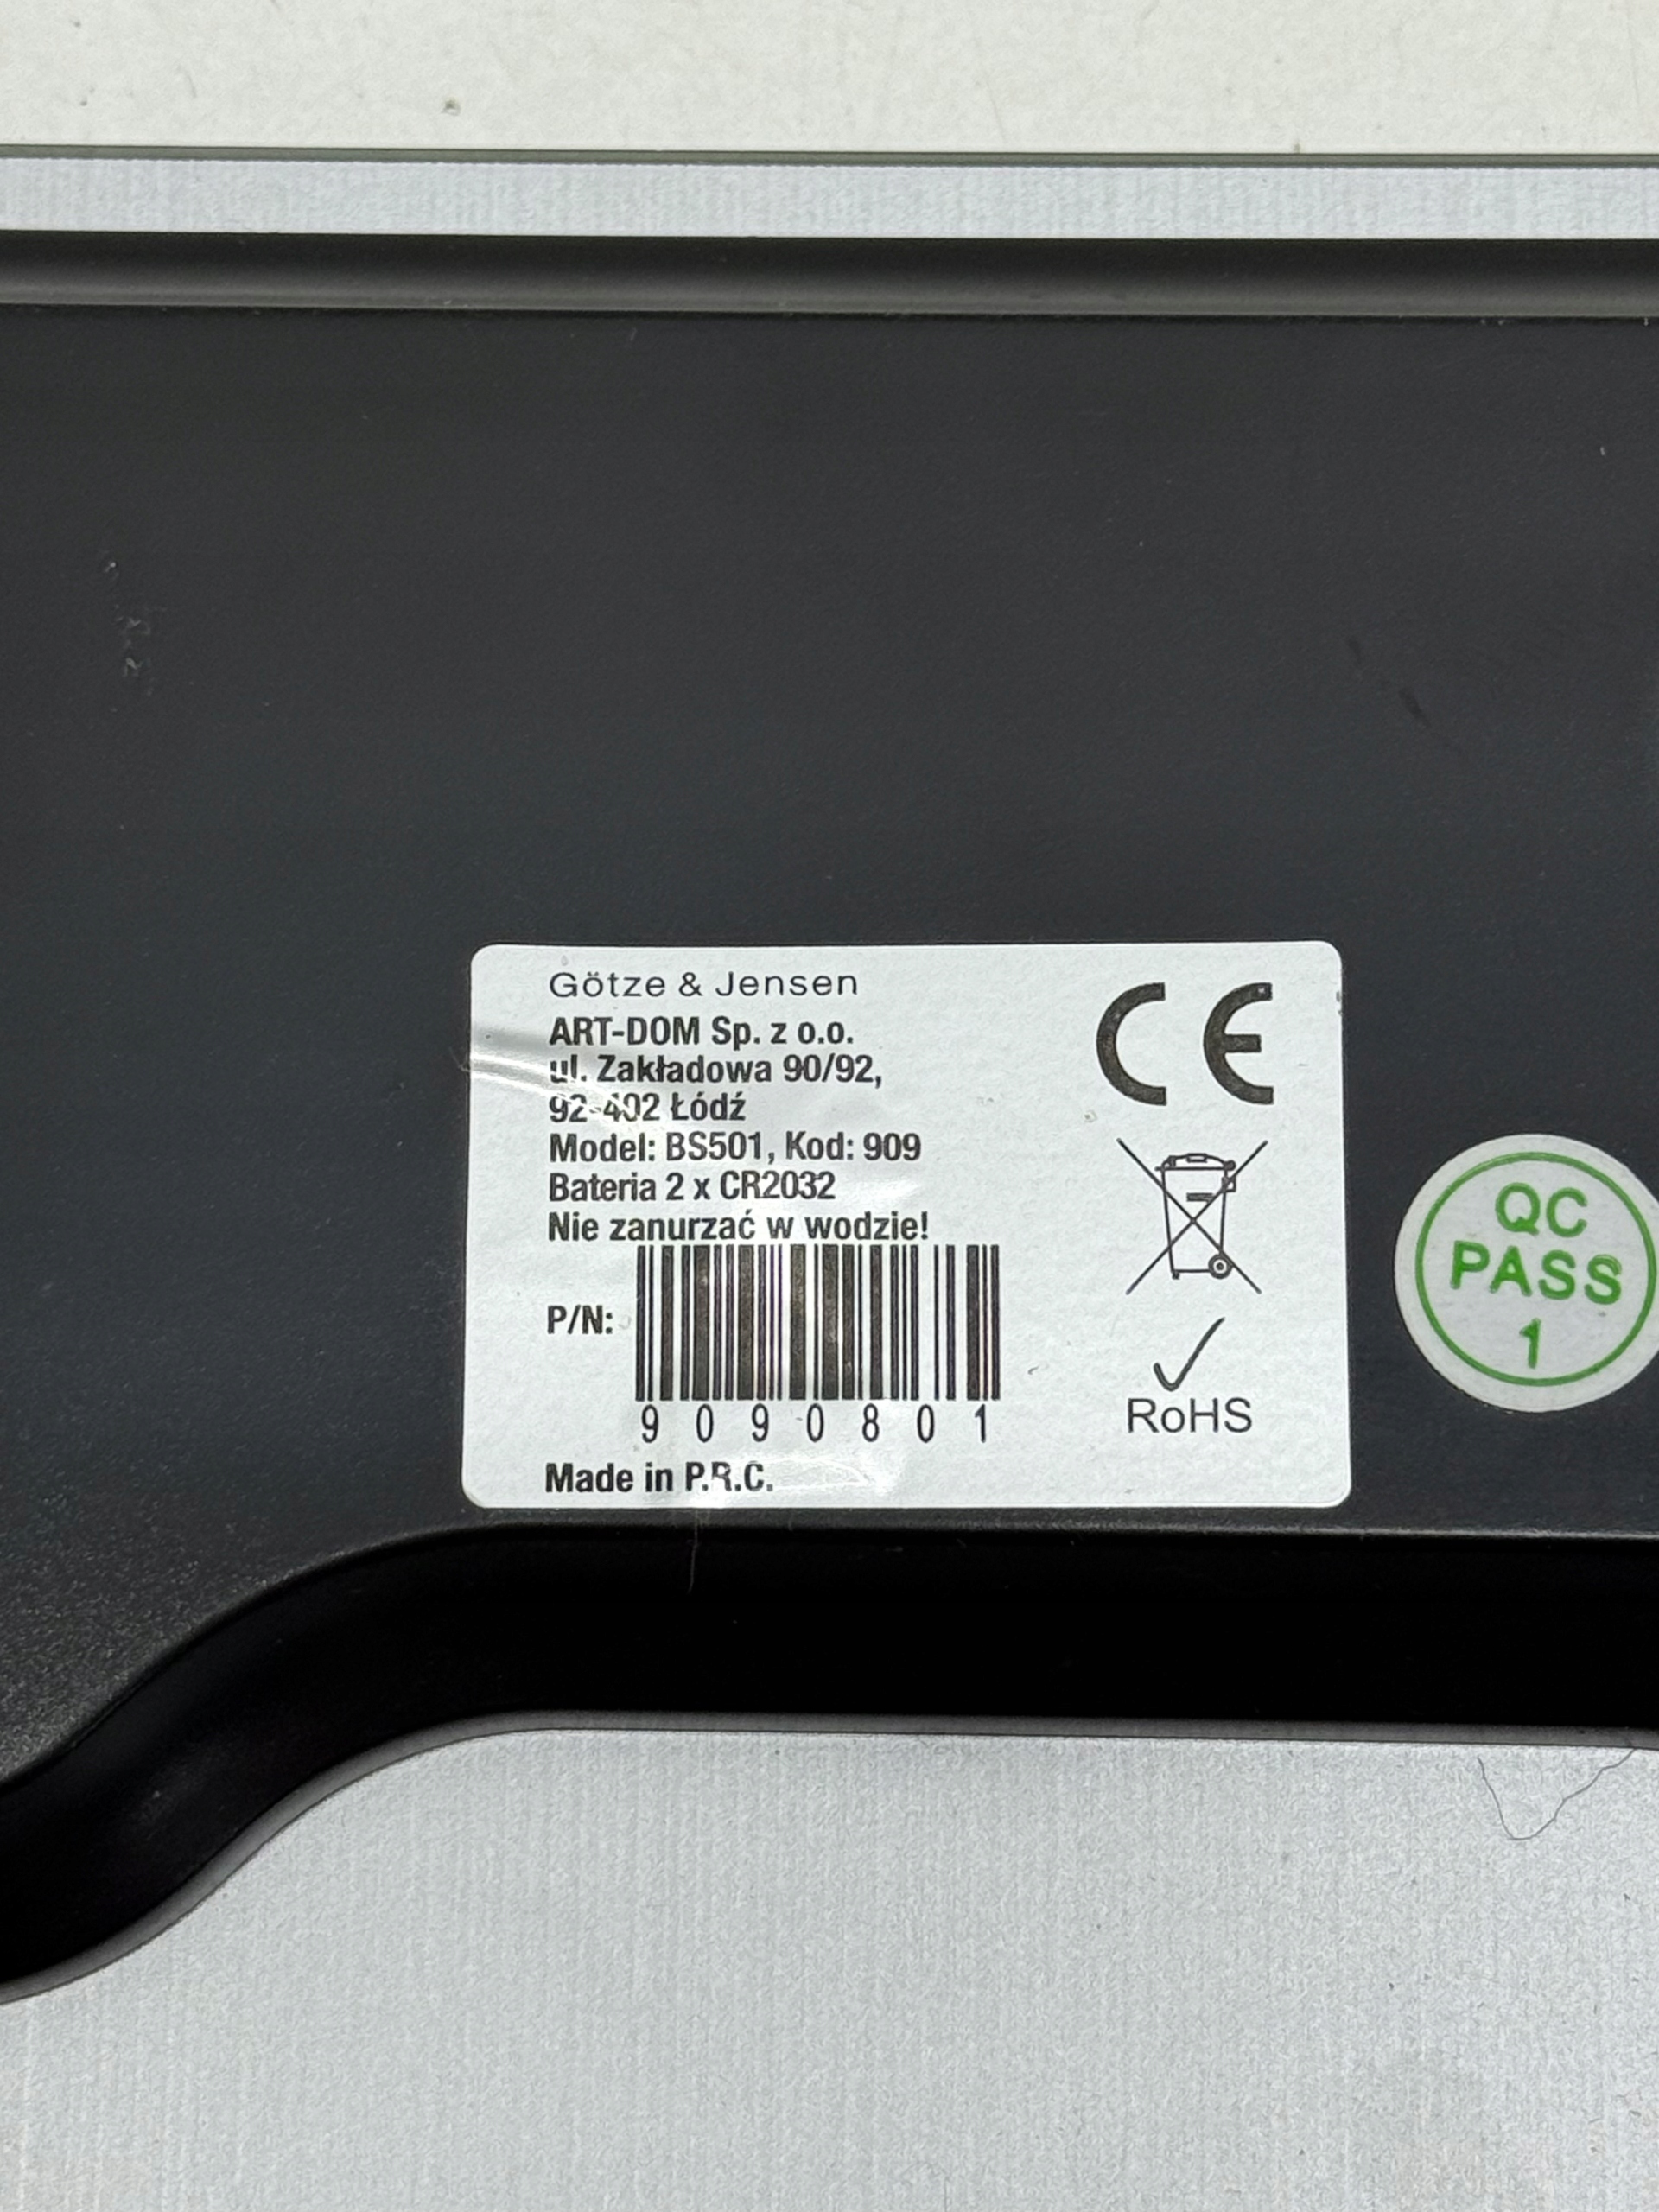 Götze & Jensen
ART-DOM Sp. z o.o.
ul. Zakładowa 90/92,
92-402 Łódź
Model: BS501, Kod: 909
Bateria 2 x CR2032
Nie zanurzać w wodzie!
P/N:
9090801
Made in P.R.C.
CE
RoHS
QC
PASS
1